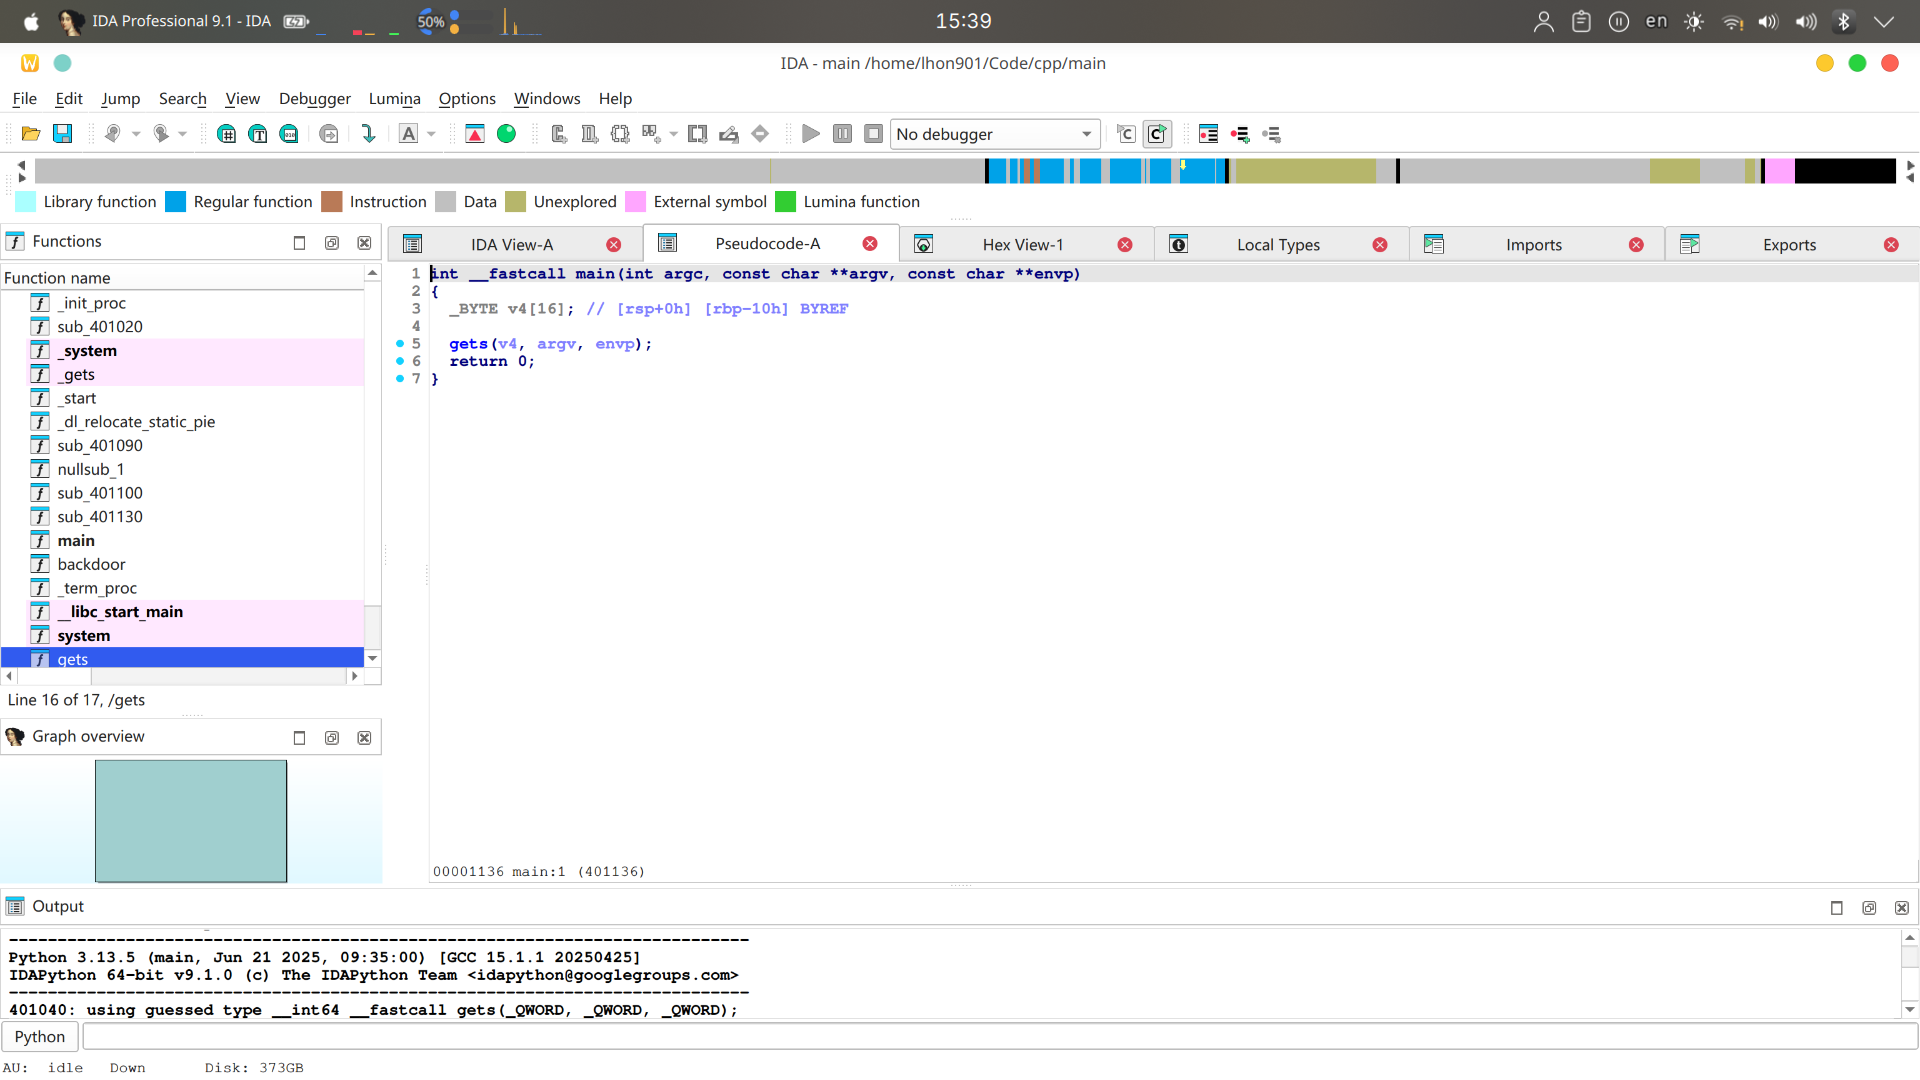 IDA Professional 9.1 - IDA
50%
15:39
en
W
IDA - main /home/lhon901/Code/cpp/main
File Edit Jump Search View Debugger Lumina Options Windows Help
No debugger
Library function Regular function Instruction Data Unexplored External symbol Lumina function
Functions
Function name
_init_proc
sub_401020
_system
_gets
_start
_dl_relocate_static_pie
sub_401090
nullsub_1
sub_401100
sub_401130
main
backdoor
_term_proc
__libc_start_main
system
gets
Line 16 of 17, /gets
Graph overview
IDA View-A Pseudocode-A Hex View-1 Local Types Imports Exports
1 int __fastcall main(int argc, const char **argv, const char **envp)
2 {
3 _BYTE v4[16]; // [rsp+0h] [rbp-10h] BYREF
4
5 gets(v4, argv, envp);
6 return 0;
7 }
00001136 main:1 (401136)
Output
---------------------------------------------------------------------------
Python 3.13.5 (main, Jun 21 2025, 09:35:00) [GCC 15.1.1 20250425]
IDAPython 64-bit v9.1.0 (c) The IDAPython Team <idapython@googlegroups.com>
---------------------------------------------------------------------------
401040: using guessed type __int64 __fastcall gets(_QWORD, _QWORD, _QWORD);
Python
AU: idle Down Disk: 373GB